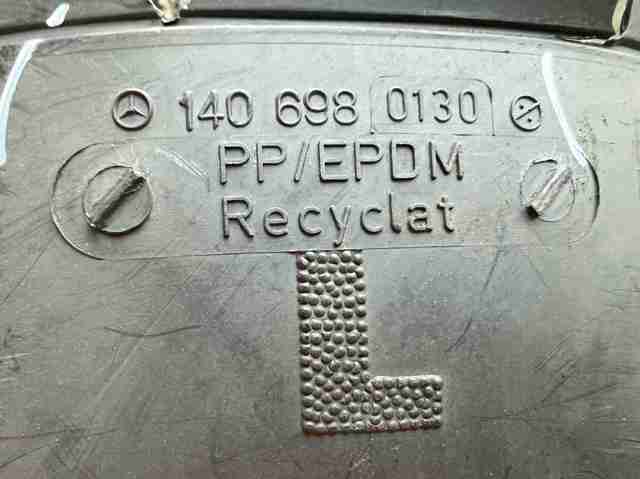 140 698 0130
PP/EPDM
Recyclat
L